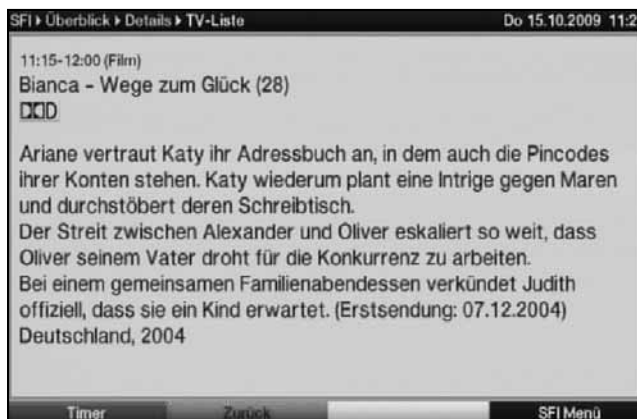 SFI Überblick Details TV-Liste Do 15.10.2009 11:2
11:15-12:00 (Film)
Bianca - Wege zum Glück (28)
Ariane vertraut Katy ihr Adressbuch an, in dem auch die Pincodes
ihrer Konten stehen. Katy wiederum plant eine Intrige gegen Maren
und durchstöbert deren Schreibtisch.
Der Streit zwischen Alexander und Oliver eskaliert so weit, dass
Oliver seinem Vater droht für die Konkurrenz zu arbeiten.
Bei einem gemeinsamen Familienabendessen verkündet Judith
offiziell, dass sie ein Kind erwartet. (Erstsendung: 07.12.2004)
Deutschland, 2004
Timer Zurück SFI Menü